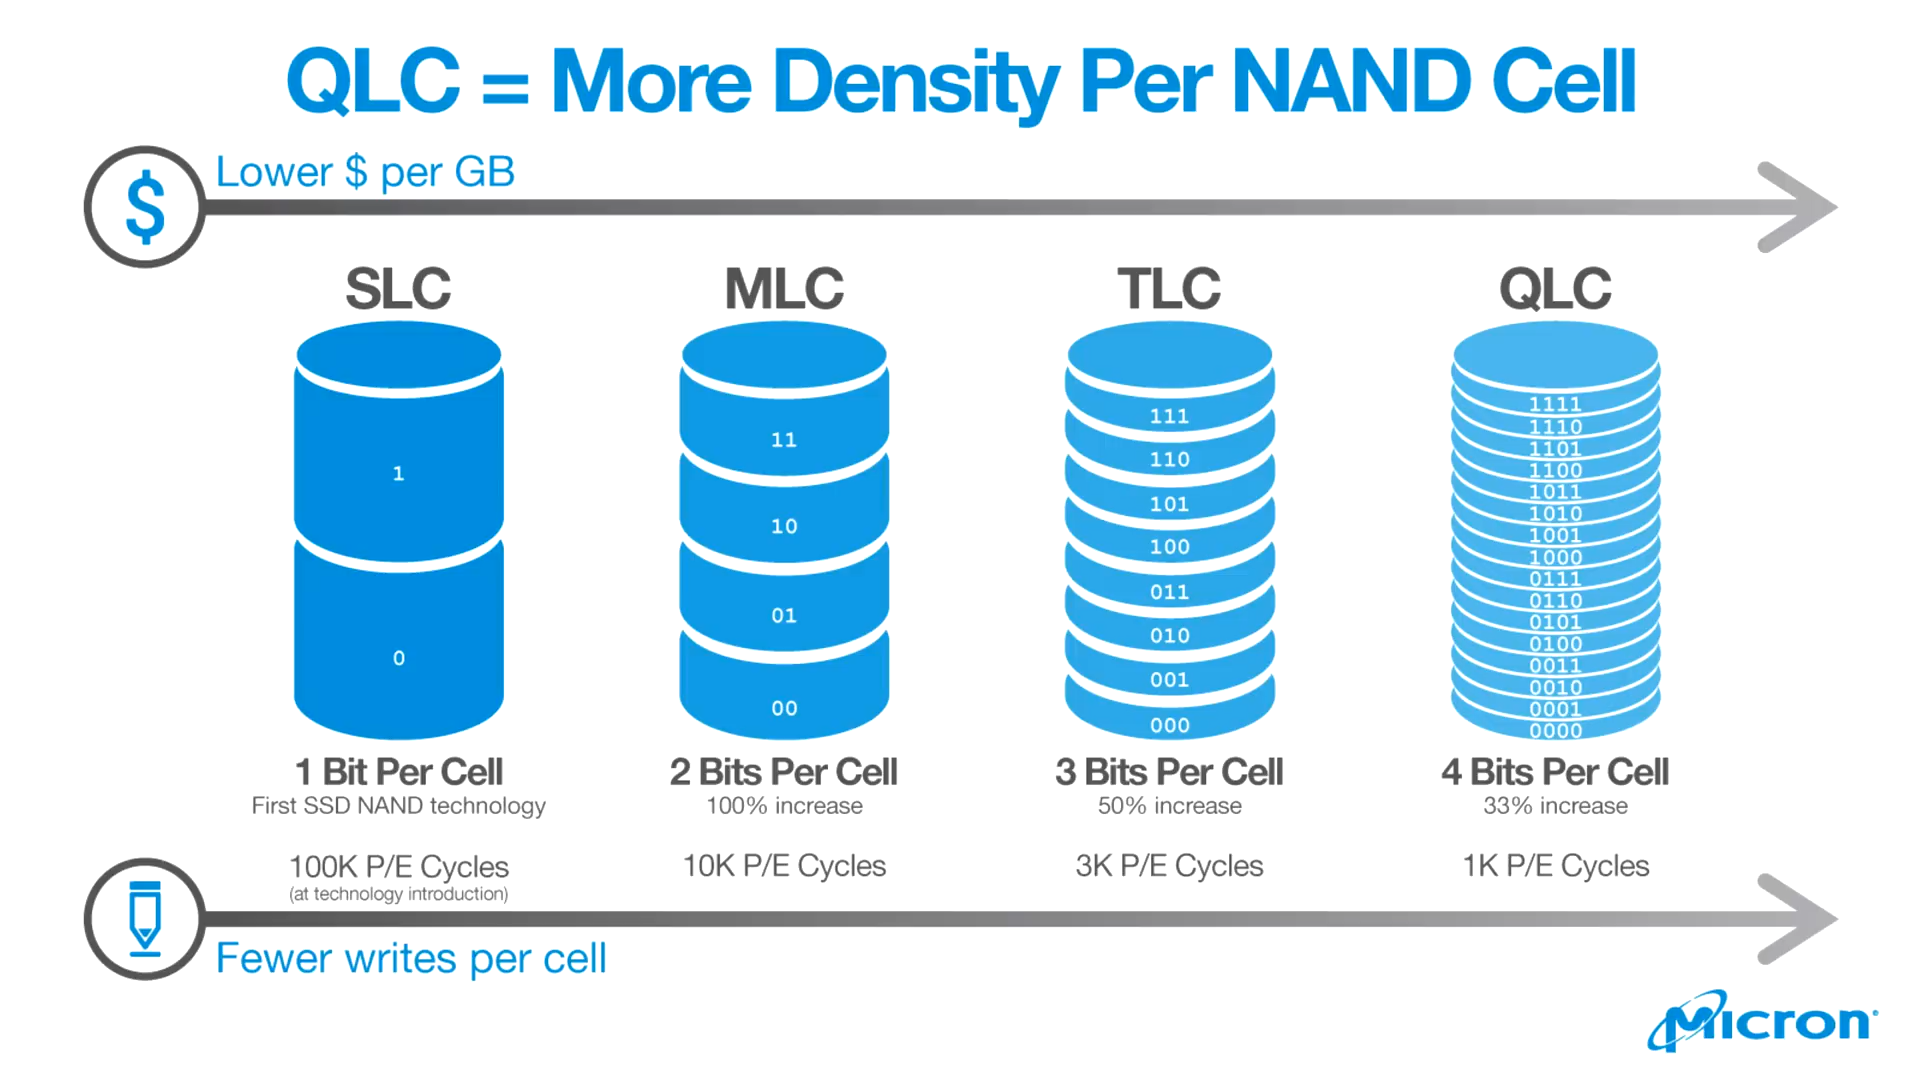 QLC = More Density Per NAND Cell
$
Lower $ per GB
SLC
1
0
1 Bit Per Cell
First SSD NAND technology
100K P/E Cycles
(at technology introduction)
MLC
11
10
01
00
2 Bits Per Cell
100% increase
10K P/E Cycles
TLC
111
110
101
100
011
010
001
000
3 Bits Per Cell
50% increase
3K P/E Cycles
QLC
1111
1110
1101
1100
1011
1010
1001
1000
0111
0110
0101
0100
0011
0010
0001
0000
4 Bits Per Cell
33% increase
1K P/E Cycles
Fewer writes per cell
Micron